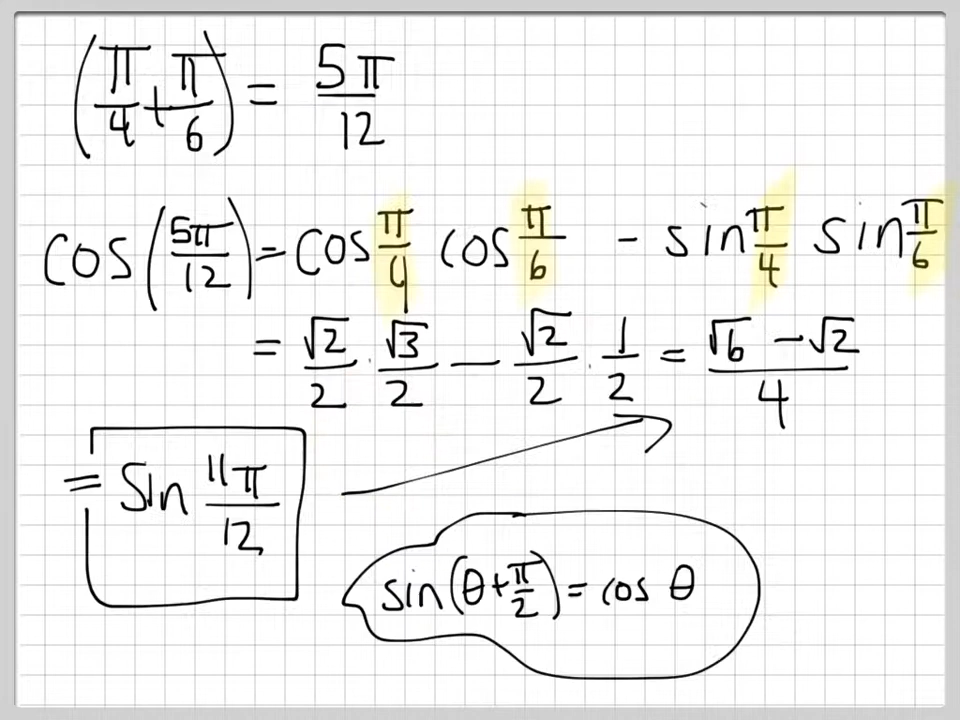 (π/4 + π/6) = 5π/12
cos(5π/12) = cos π/4 cos π/6 - sin π/4 sin π/6
= √2/2 · √3/2 - √2/2 · 1/2 = (√6 - √2)/4
= sin 11π/12
sin(θ + π/2) = cos θ